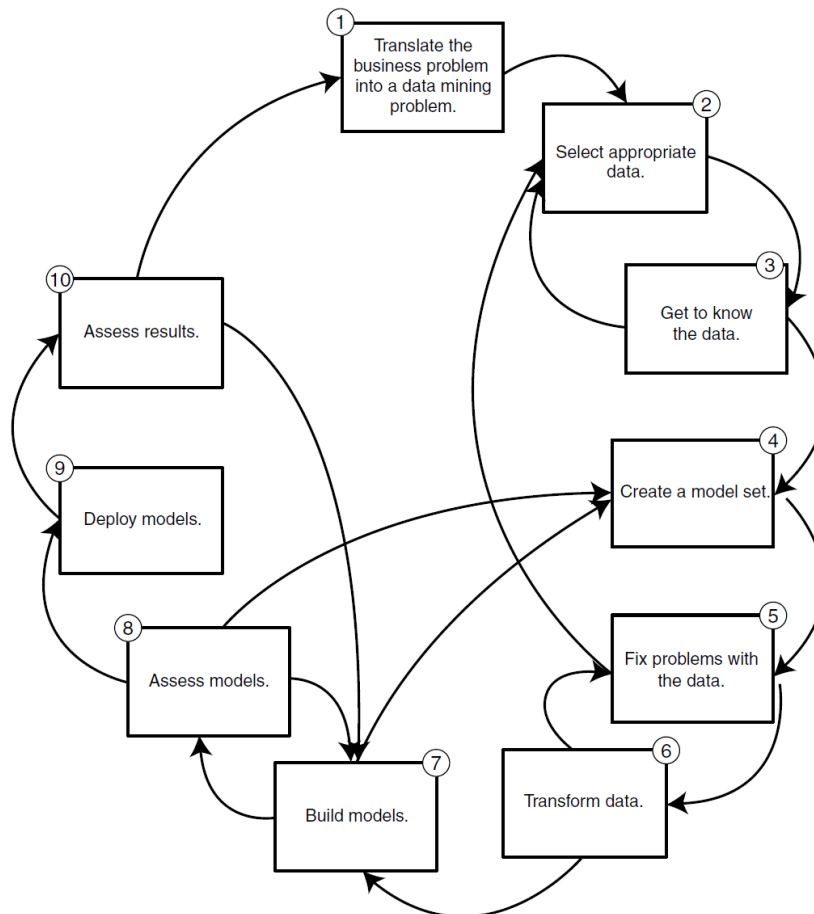 1
Translate the
business problem
into a data mining
problem.
2
Select appropriate
data.
3
Get to know
the data.
4
Create a model set.
5
Fix problems with
the data.
6
Transform data.
7
Build models.
8
Assess models.
9
Deploy models.
10
Assess results.